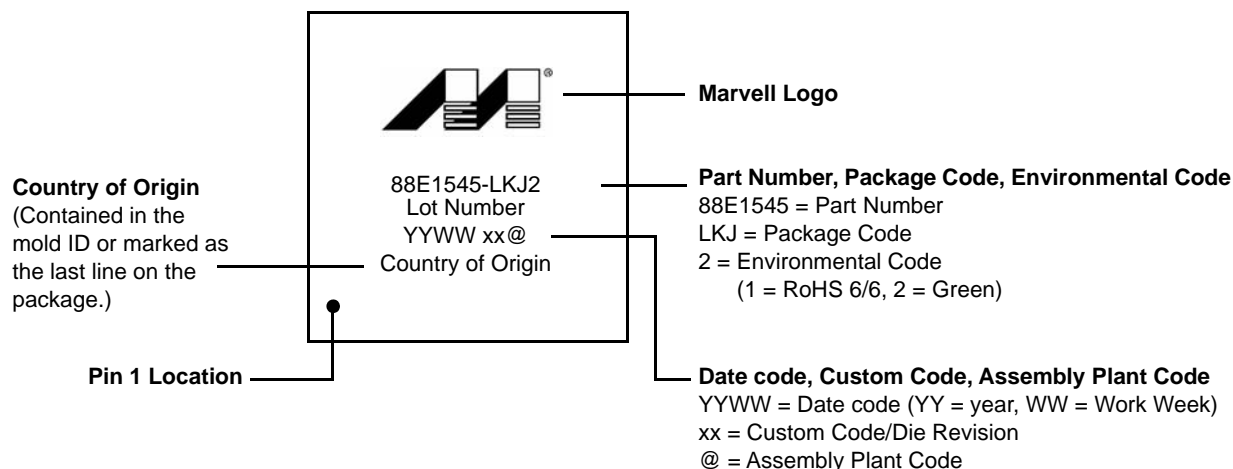 ®
Marvell Logo
88E1545-LKJ2
Lot Number
YYWW xx@
Country of Origin
Country of Origin
(Contained in the
mold ID or marked as
the last line on the
package.)
Part Number, Package Code, Environmental Code
88E1545 = Part Number
LKJ = Package Code
2 = Environmental Code
(1 = RoHS 6/6, 2 = Green)
Pin 1 Location
Date code, Custom Code, Assembly Plant Code
YYWW = Date code (YY = year, WW = Work Week)
xx = Custom Code/Die Revision
@ = Assembly Plant Code